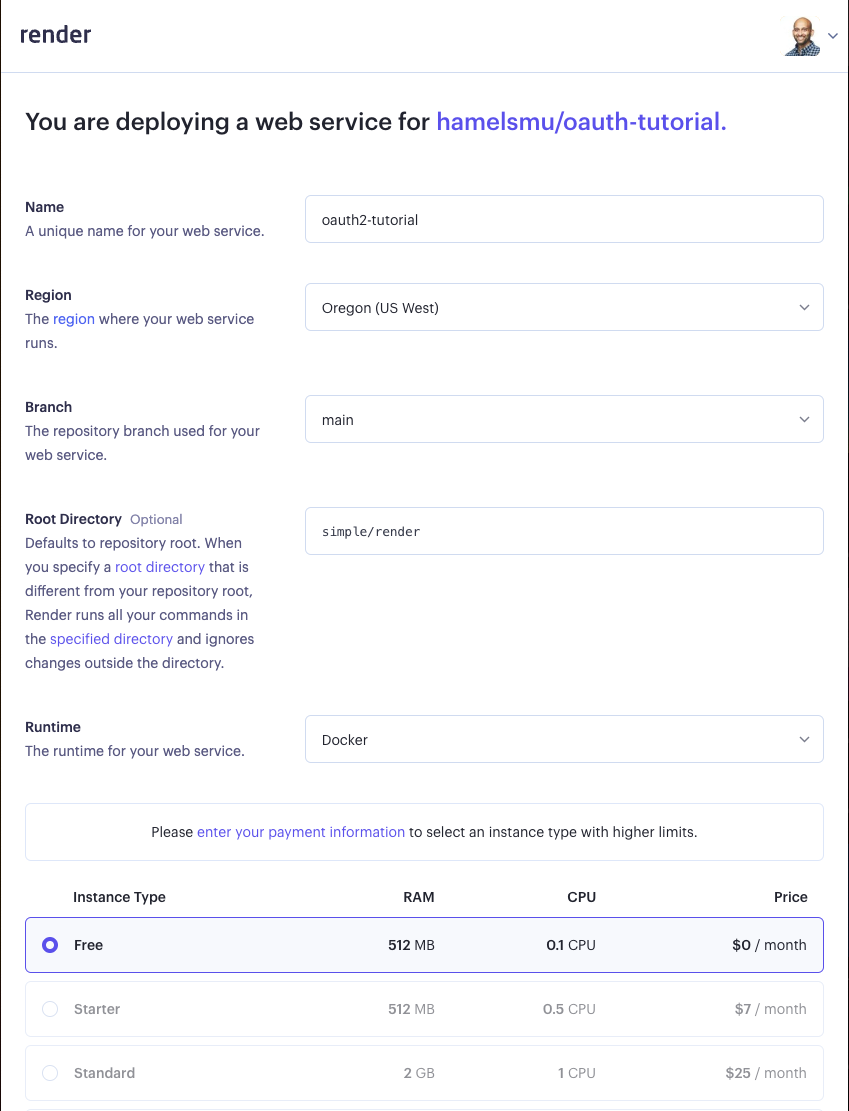 render
You are deploying a web service for hamelsmu/oauth-tutorial.
Name
A unique name for your web service.
oauth2-tutorial
Region
The region where your web service
runs.
Oregon (US West)
Branch
The repository branch used for your
web service.
main
Root Directory Optional
Defaults to repository root. When
you specify a root directory that is
different from your repository root,
Render runs all your commands in
the specified directory and ignores
changes outside the directory.
simple/render
Runtime
The runtime for your web service.
Docker
Please enter your payment information to select an instance type with higher limits.
Instance Type RAM CPU Price
Free 512 MB 0.1 CPU $0 / month
Starter 512 MB 0.5 CPU $7 / month
Standard 2 GB 1 CPU $25 / month